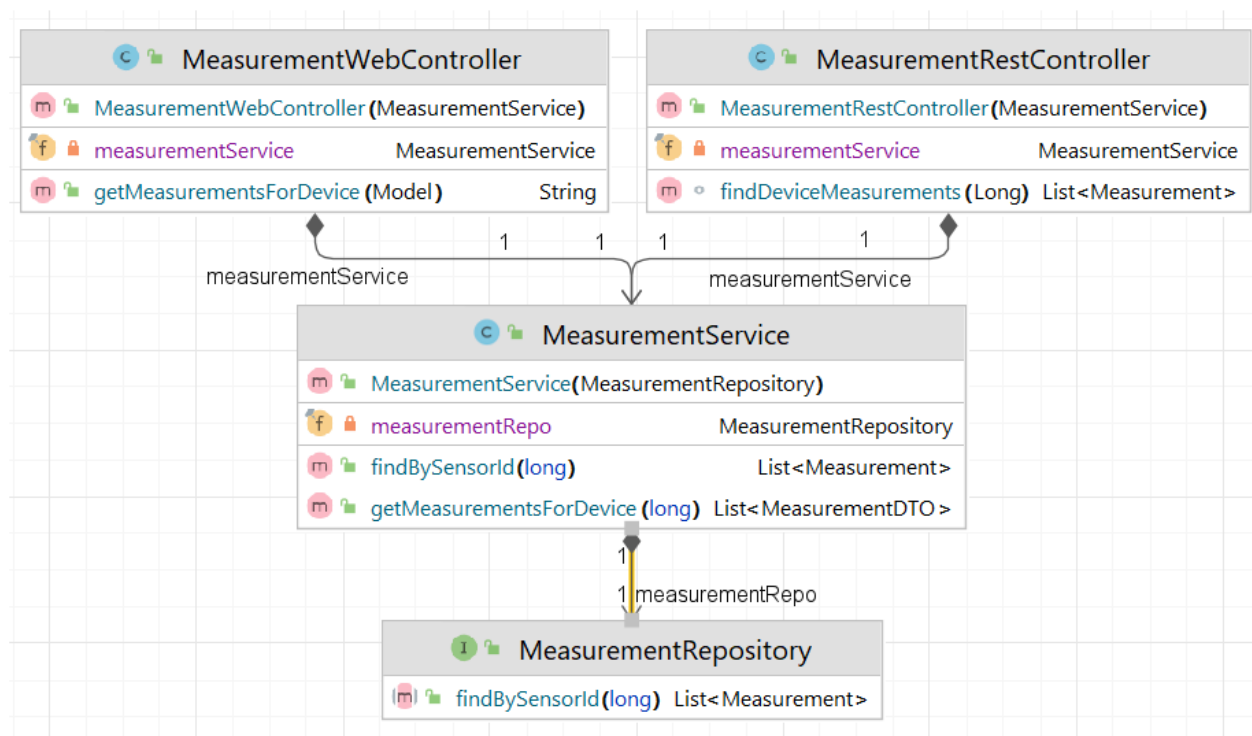 MeasurementWebController
MeasurementWebController(MeasurementService)
measurementService MeasurementService
getMeasurementsForDevice(Model) String
MeasurementRestController
MeasurementRestController(MeasurementService)
measurementService MeasurementService
findDeviceMeasurements(Long) List<Measurement>
1 1 1 1
measurementService measurementService
MeasurementService
MeasurementService(MeasurementRepository)
measurementRepo MeasurementRepository
findBySensorId(long) List<Measurement>
getMeasurementsForDevice(long) List<MeasurementDTO>
1
1 measurementRepo
MeasurementRepository
findBySensorId(long) List<Measurement>